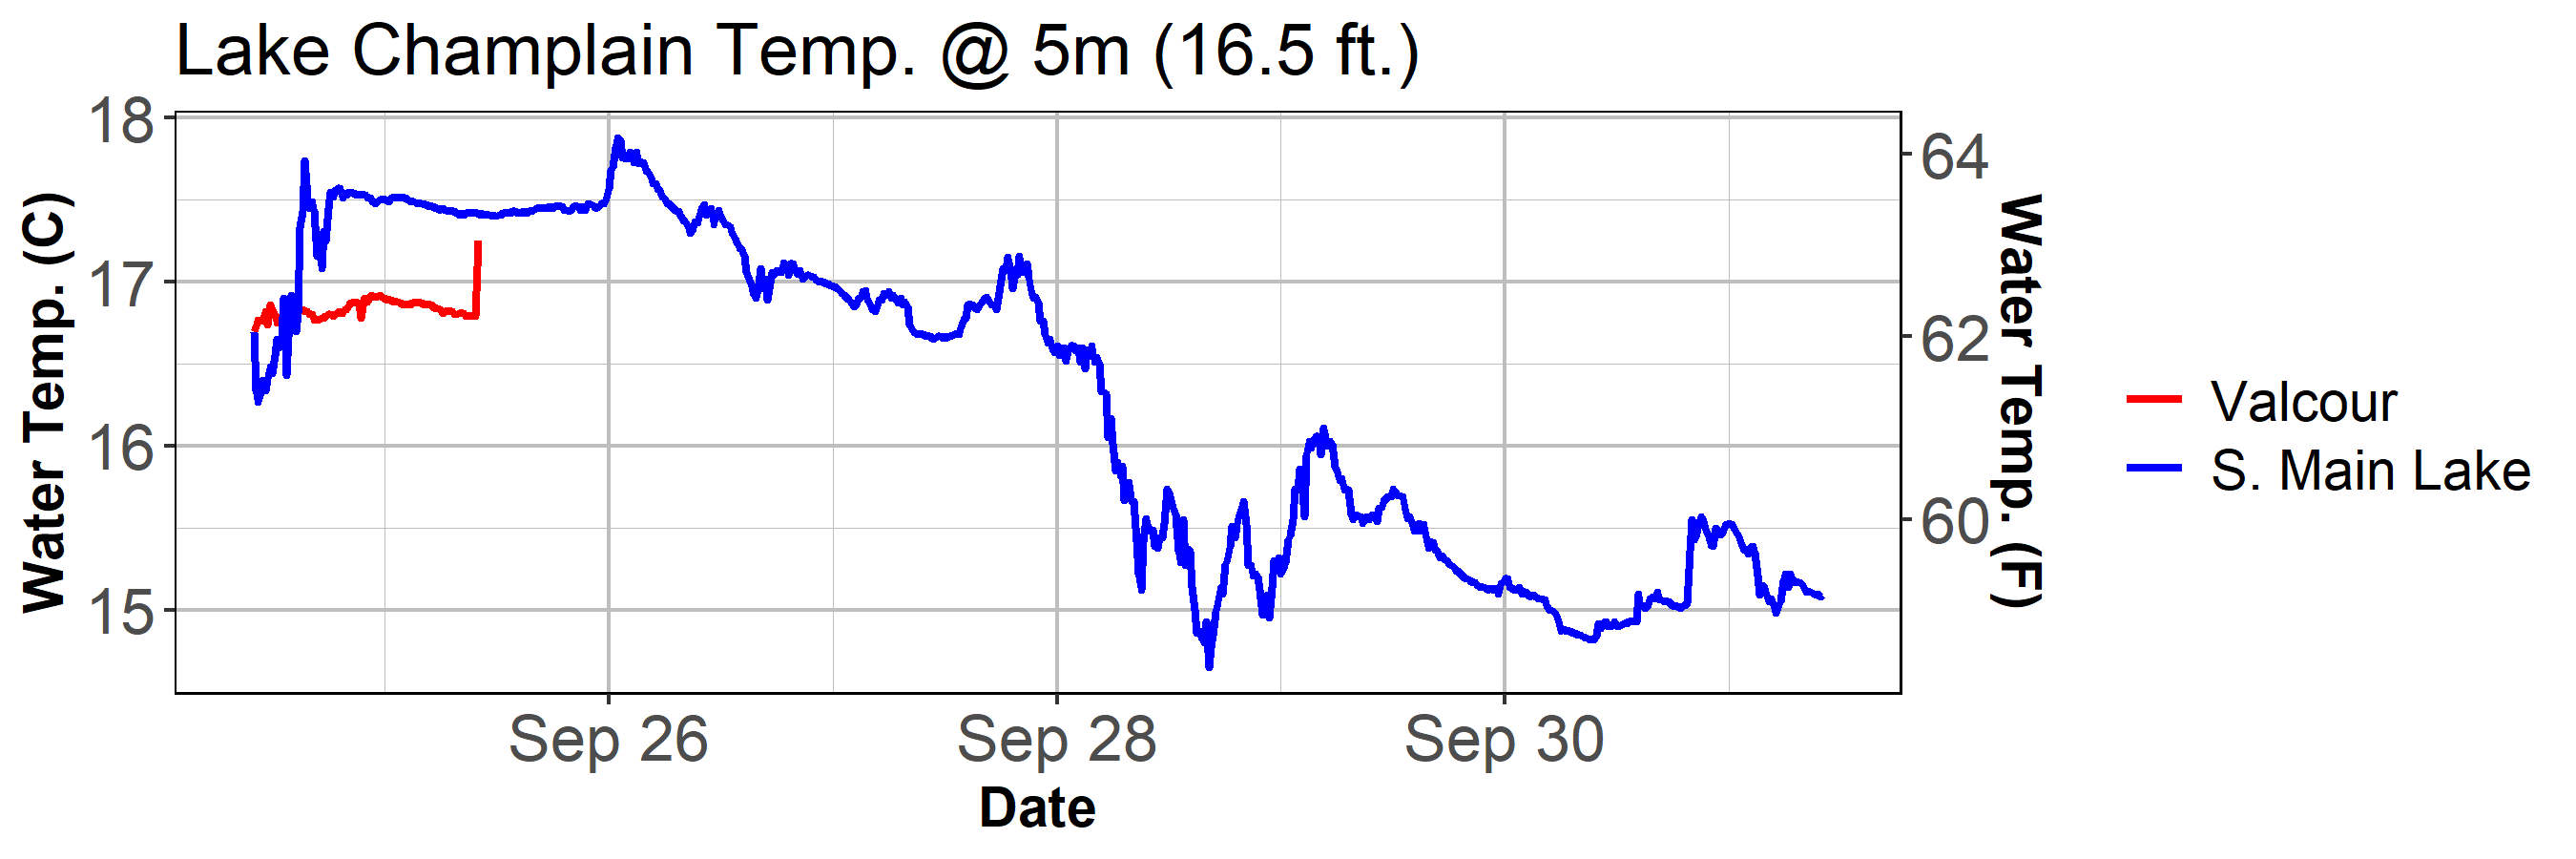 Lake Champlain Temp. @ 5m (16.5 ft.)
Water Temp. (C)
18
17
16
15
64
62
60
Water Temp. (F)
Sep 26
Sep 28
Sep 30
Date
Valcour
S. Main Lake